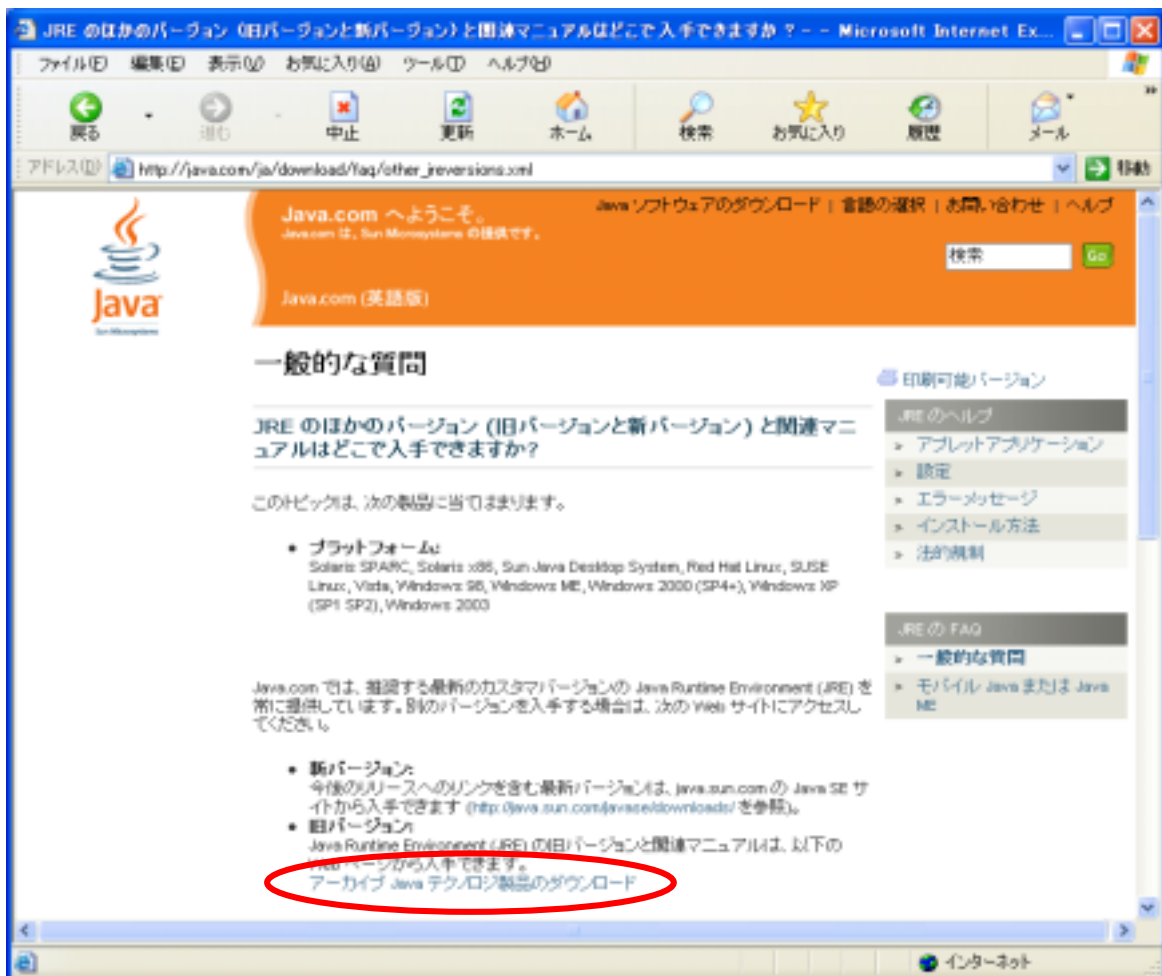 JRE のほかのバージョン (旧バージョンと新バージョン) と関連マニュアルはどこで入手できますか ? - - Microsoft Internet Ex...
ファイル(F) 編集(E) 表示(V) お気に入り(A) ツール(T) ヘルプ(H)
戻る 進む 中止 更新 ホーム 検索 お気に入り 履歴 メール
アドレス(D) http://java.com/ja/download/faq/other_jreversions.xml 移動
Java.com へようこそ。
Java ソフトウェアのダウンロード | 言語の選択 | お問い合わせ | ヘルプ
Java.com は、Sun Microsystems の提供です。
検索 Go
Java
Sun Microsystems
Java.com (英語版)
一般的な質問
印刷可能バージョン
JRE のほかのバージョン (旧バージョンと新バージョン) と関連マニ
ュアルはどこで入手できますか?
このトピックは、次の製品に当てはまります。
• プラットフォーム:
Solaris SPARC, Solaris x86, Sun Java Desktop System, Red Hat Linux, SUSE
Linux, Vista, Windows 98, Windows ME, Windows 2000 (SP4+), Windows XP
(SP1 SP2), Windows 2003
Java.com では、推奨する最新のカスタマバージョンの Java Runtime Environment (JRE) を
常に提供しています。別のバージョンを入手する場合は、次の Web サイトにアクセスし
てください。
• 新バージョン:
今後のリリースへのリンクを含む最新バージョンは、java.sun.com の Java SE サ
イトから入手できます (http://java.sun.com/javase/downloads/ を参照)。
• 旧バージョン:
Java Runtime Environment (JRE) の旧バージョンと関連マニュアルは、以下の
Web ページから入手できます。
アーカイブ Java テクノロジ製品のダウンロード
JRE のヘルプ
» アプレットアプリケーション
» 設定
» エラーメッセージ
» インストール方法
» 法的規制
JRE の FAQ
» 一般的な質問
» モバイル Java または Java
ME
インターネット